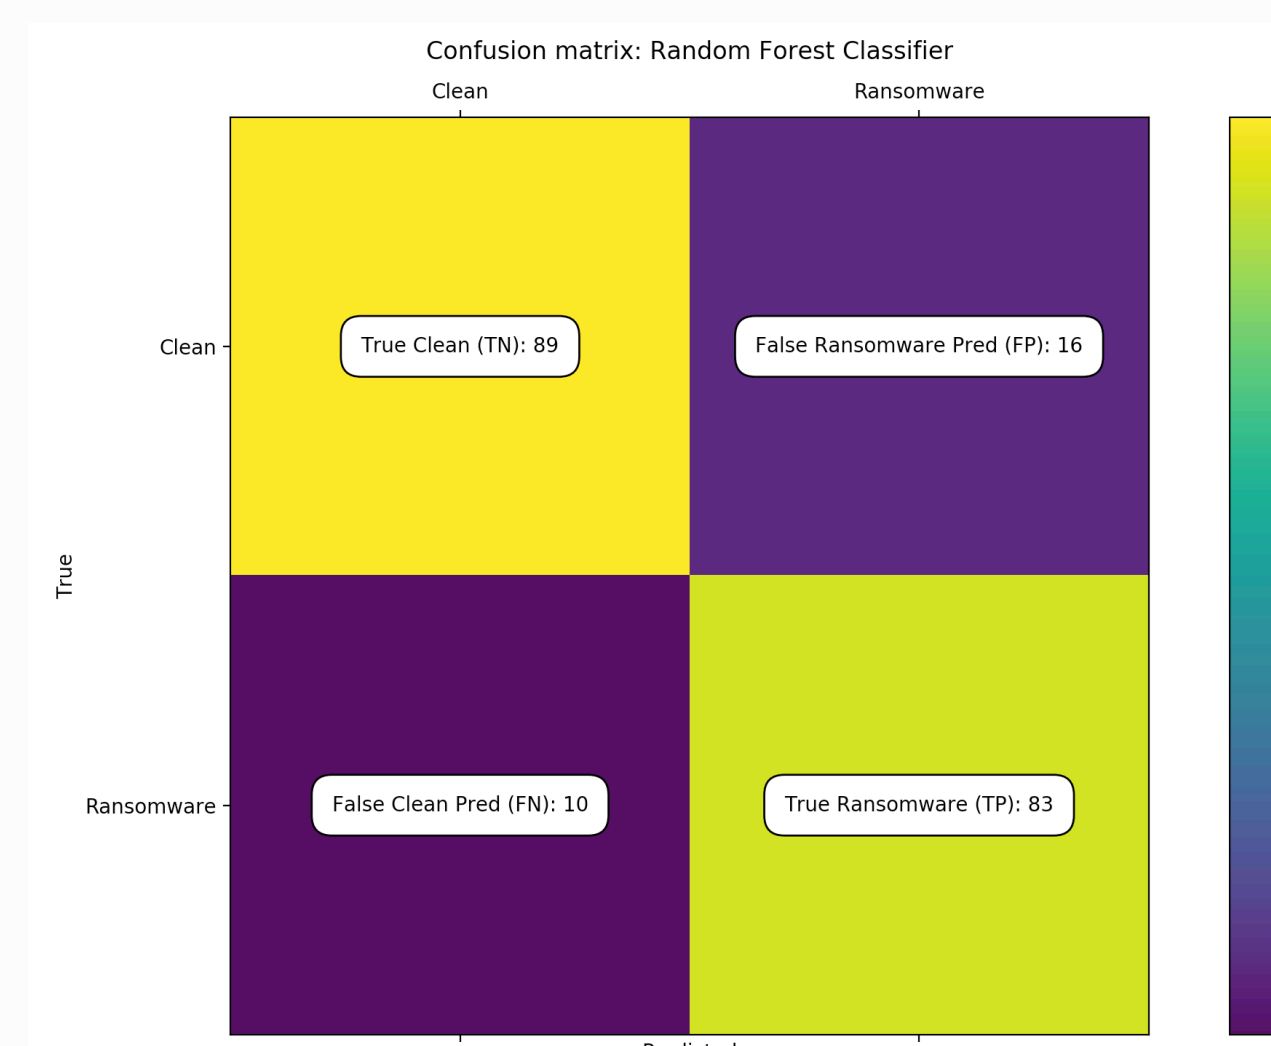 Confusion matrix: Random Forest Classifier
Clean
Ransomware
Clean
True Clean (TN): 89
False Ransomware Pred (FP): 16
True
Ransomware
False Clean Pred (FN): 10
True Ransomware (TP): 83